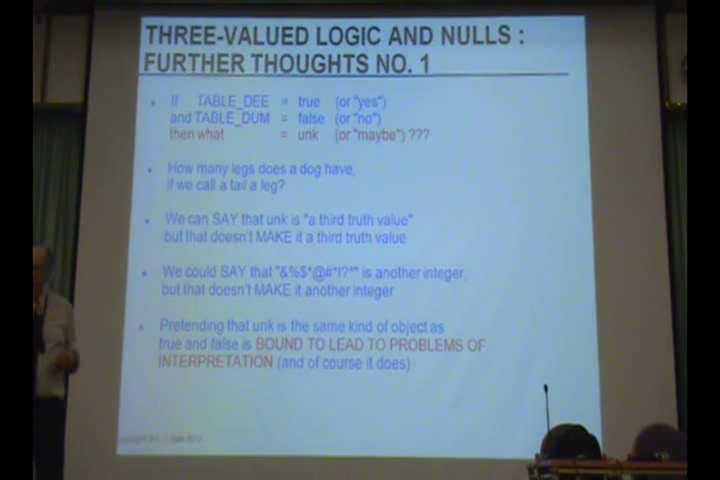 THREE-VALUED LOGIC AND NULLS :
FURTHER THOUGHTS NO. 1
• If TABLE_DEE = true (or "yes")
and TABLE_DUM = false (or "no")
then what = unk (or "maybe") ???
• How many legs does a dog have,
if we call a tail a leg?
• We can SAY that unk is "a third truth value"
but that doesn't MAKE it a third truth value
• We could SAY that "&%$*@#*!?*" is another integer,
but that doesn't MAKE it another integer
• Pretending that unk is the same kind of object as
true and false is BOUND TO LEAD TO PROBLEMS OF
INTERPRETATION (and of course it does)